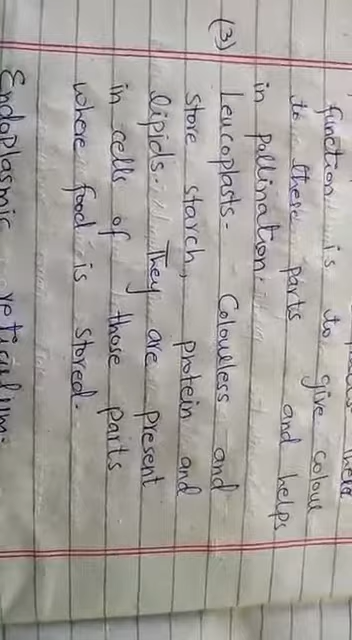 function is to give colour
to these parts and helps
in pollination.
(3) Leucoplasts- Colourless and
store starch, protein and
lipids. They are present
in cells of those parts
where food is stored.
Endoplasmic reticulum: